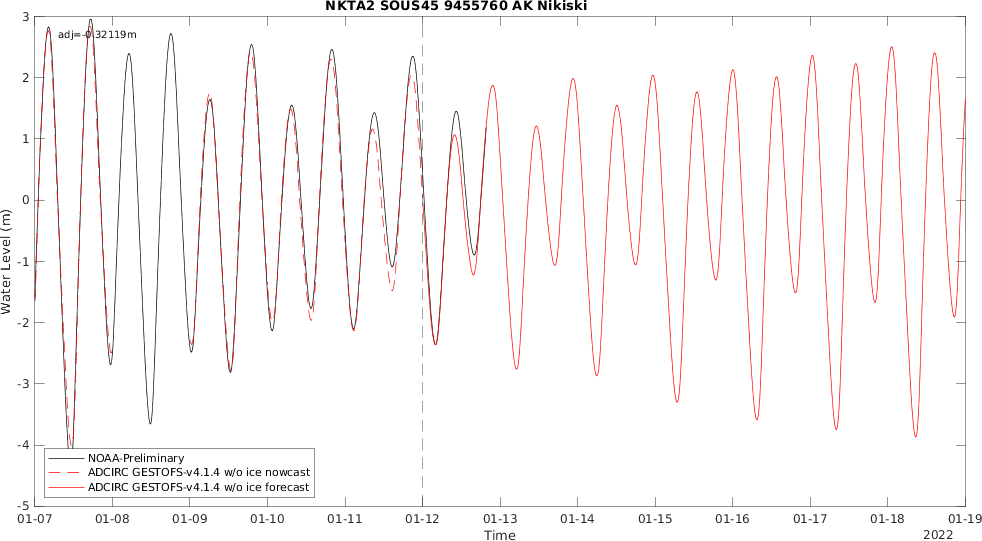 NKTA2 SOUS45 9455760 AK Nikiski
adj=-0.32119m
Water Level (m)
3
2
1
0
-1
-2
-3
-4
-5
NOAA-Preliminary
ADCIRC GESTOFS-v4.1.4 w/o ice nowcast
ADCIRC GESTOFS-v4.1.4 w/o ice forecast
01-07 01-08 01-09 01-10 01-11 01-12 01-13 01-14 01-15 01-16 01-17 01-18 01-19
Time
2022